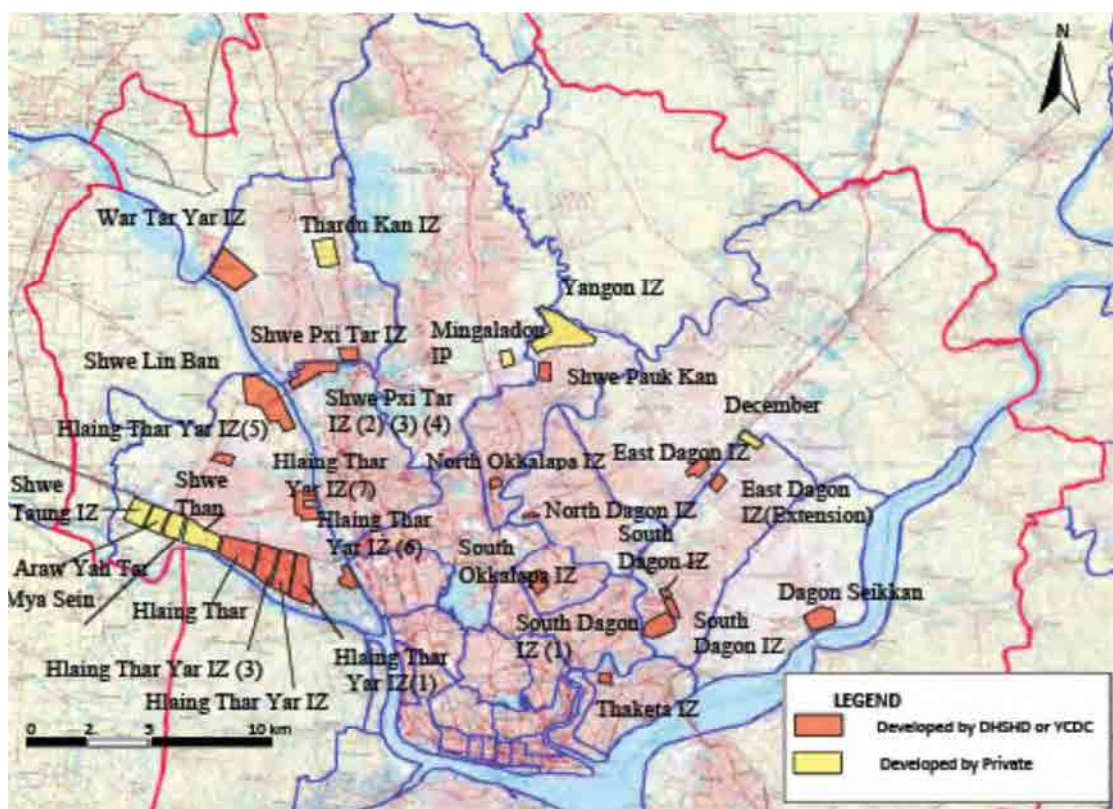 N
War Tar Yar IZ
Thardu Kan IZ
Yangon IZ
Shwe Pxi Tar IZ
Mingaladon
IP
Shwe Lin Ban
Shwe Pauk Kan
Shwe Pxi Tar
IZ (2) (3) (4)
December
Hlaing Thar Yar IZ(5)
Hlaing Thar
Yar IZ(7)
North Okkalapa IZ
East Dagon IZ
Shwe
Taung IZ
Shwe
Than
East Dagon
IZ(Extension)
North Dagon IZ
Hlaing Thar
Yar IZ (6)
South
Okkalapa IZ
South
Dagon IZ
Araw Yah Tar
Mya Sein
Dagon Seikkan
Hlaing Thar
South Dagon
IZ (1)
South
Dagon IZ
Hlaing Thar Yar IZ (3)
Hlaing Thar
Yar IZ(1)
Hlaing Thar Yar IZ
Thaketa IZ
0 2. 5 10 km
LEGEND
Developed by DHSHD or YCDC
Developed by Private